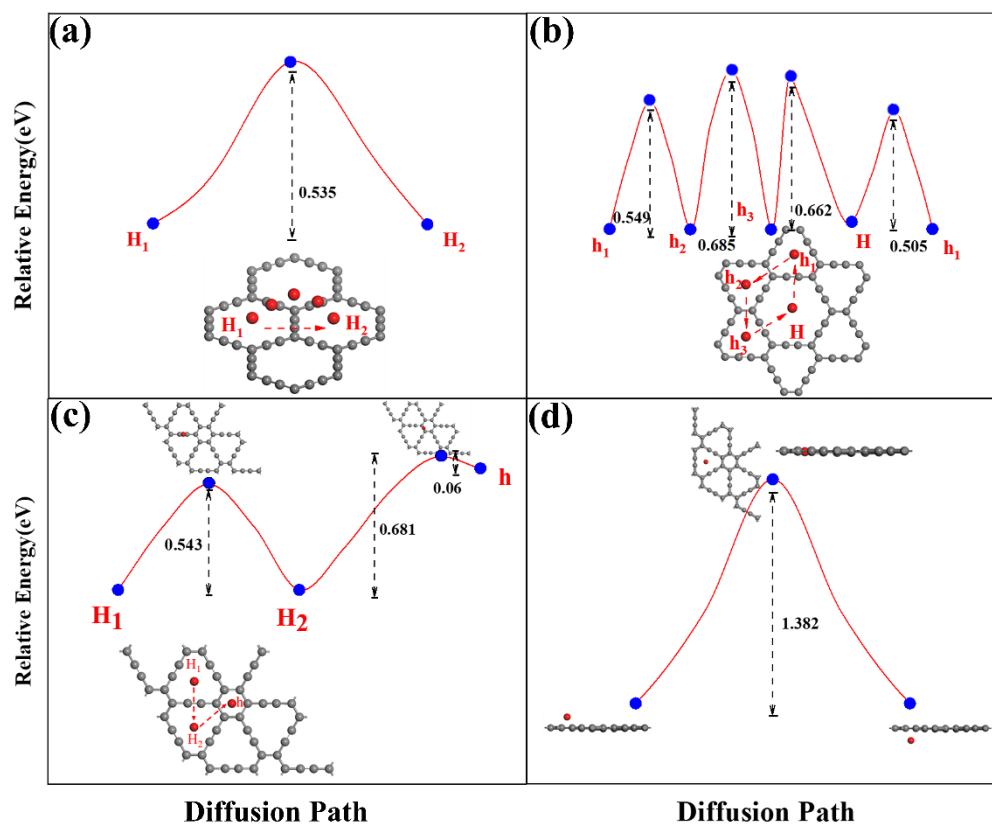 (a)
0.535
H1
H2
H1
H2
(b)
0.549
0.685
h3
0.662
0.505
h1
h2
H
h1
h1
h2
h3
H
Relative Energy(eV)
(c)
0.543
0.681
0.06
h
H1
H2
H1
H2
h
(d)
1.382
Relative Energy(eV)
Diffusion Path
Diffusion Path